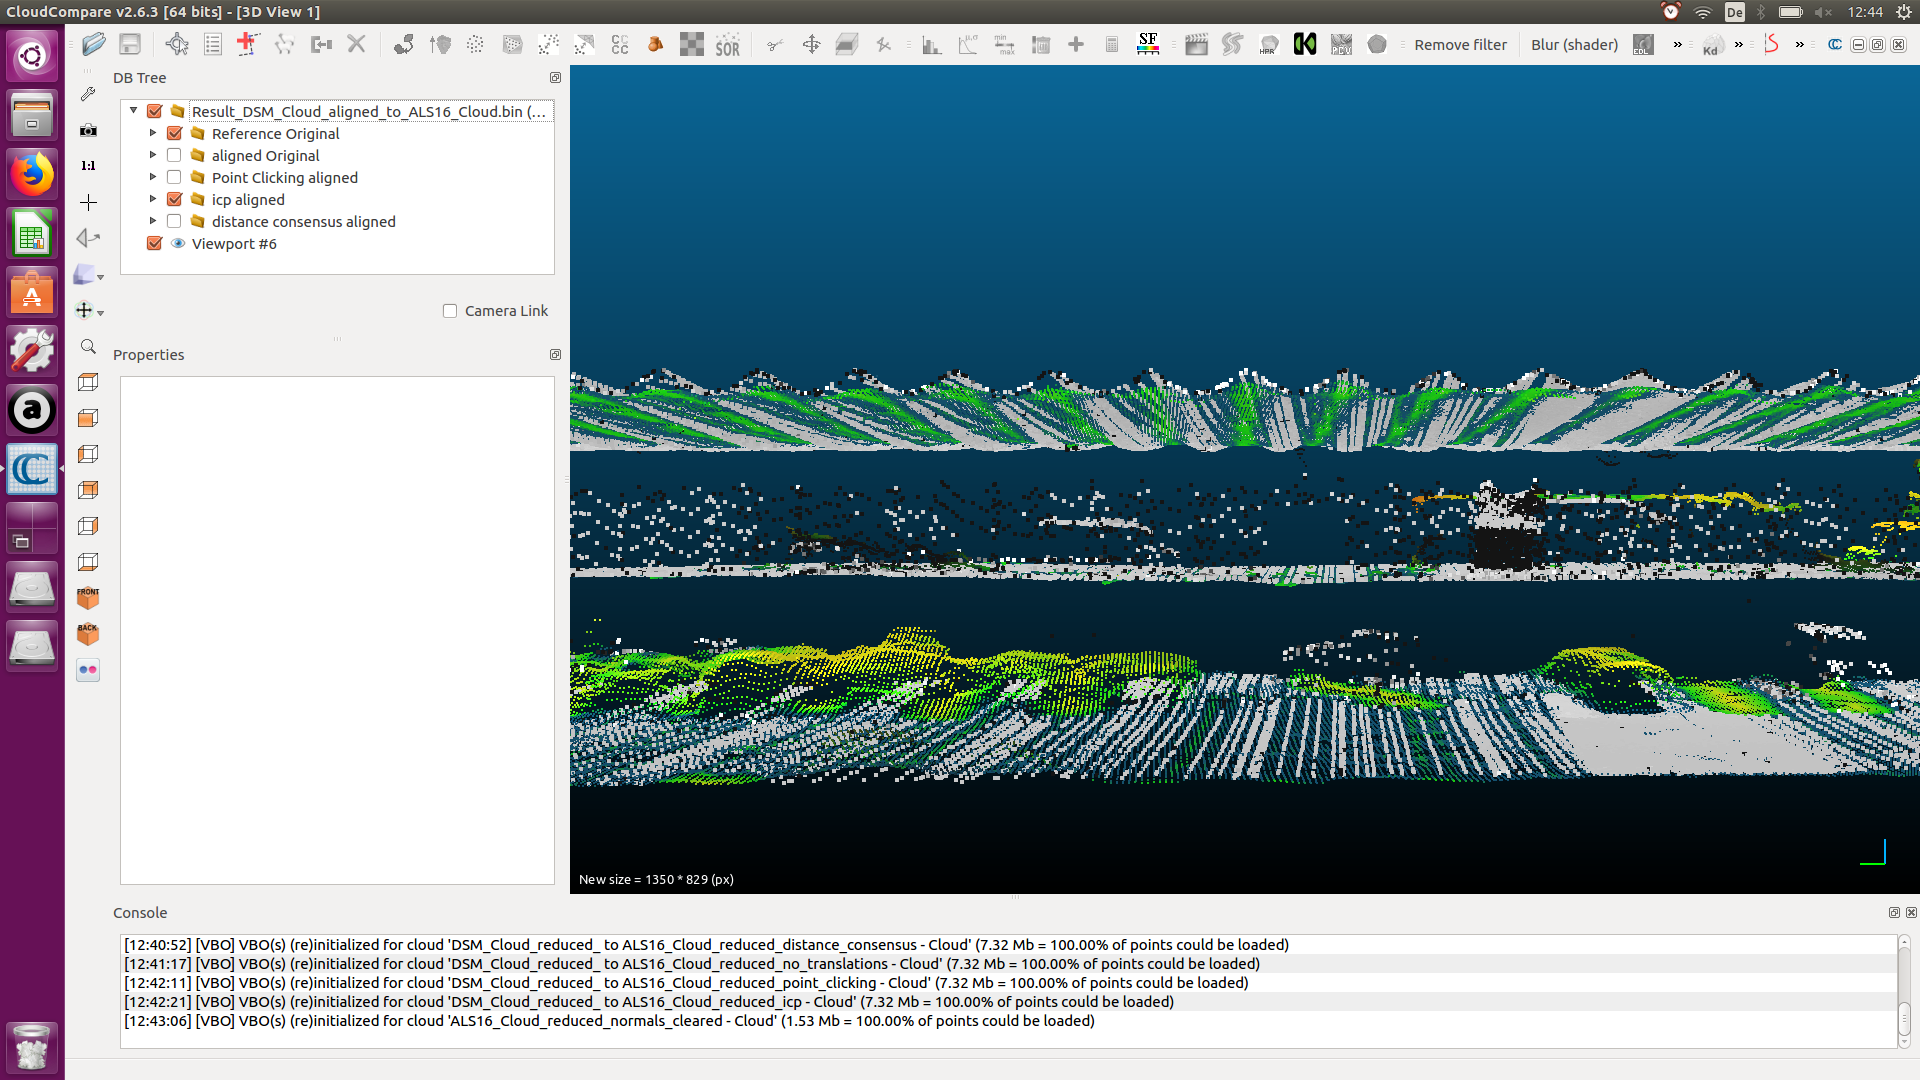 CloudCompare v2.6.3 [64 bits] - [3D View 1]
De
12:44
CC
CC
SOR
min
max
SF
HPR
PCV
Remove filter
Blur (shader)
EDL
»
Kd
»
»
DB Tree
Result_DSM_Cloud_aligned_to_ALS16_Cloud.bin (...
Reference Original
aligned Original
Point Clicking aligned
icp aligned
distance consensus aligned
Viewport #6
1:1
Camera Link
Properties
FRONT
BACK
New size = 1350 * 829 (px)
Console
[12:40:52] [VBO] VBO(s) (re)initialized for cloud 'DSM_Cloud_reduced_ to ALS16_Cloud_reduced_distance_consensus - Cloud' (7.32 Mb = 100.00% of points could be loaded)
[12:41:17] [VBO] VBO(s) (re)initialized for cloud 'DSM_Cloud_reduced_ to ALS16_Cloud_reduced_no_translations - Cloud' (7.32 Mb = 100.00% of points could be loaded)
[12:42:11] [VBO] VBO(s) (re)initialized for cloud 'DSM_Cloud_reduced_ to ALS16_Cloud_reduced_point_clicking - Cloud' (7.32 Mb = 100.00% of points could be loaded)
[12:42:21] [VBO] VBO(s) (re)initialized for cloud 'DSM_Cloud_reduced_ to ALS16_Cloud_reduced_icp - Cloud' (7.32 Mb = 100.00% of points could be loaded)
[12:43:06] [VBO] VBO(s) (re)initialized for cloud 'ALS16_Cloud_reduced_normals_cleared - Cloud' (1.53 Mb = 100.00% of points could be loaded)